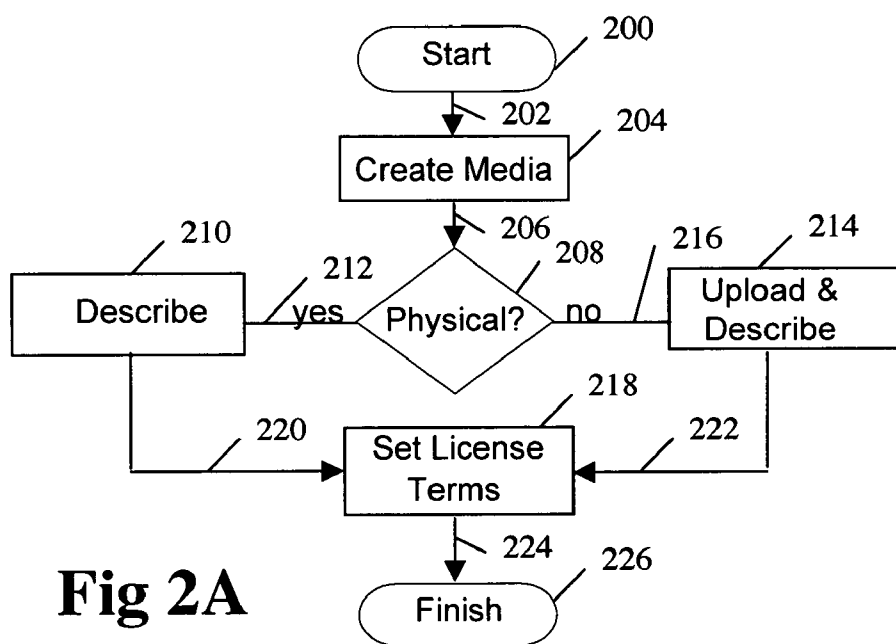 Start
200
202
204
Create Media
206
208
210
212
216
214
Describe
yes
Physical?
no
Upload &
Describe
218
220
Set License
Terms
222
224
226
Finish
Fig 2A